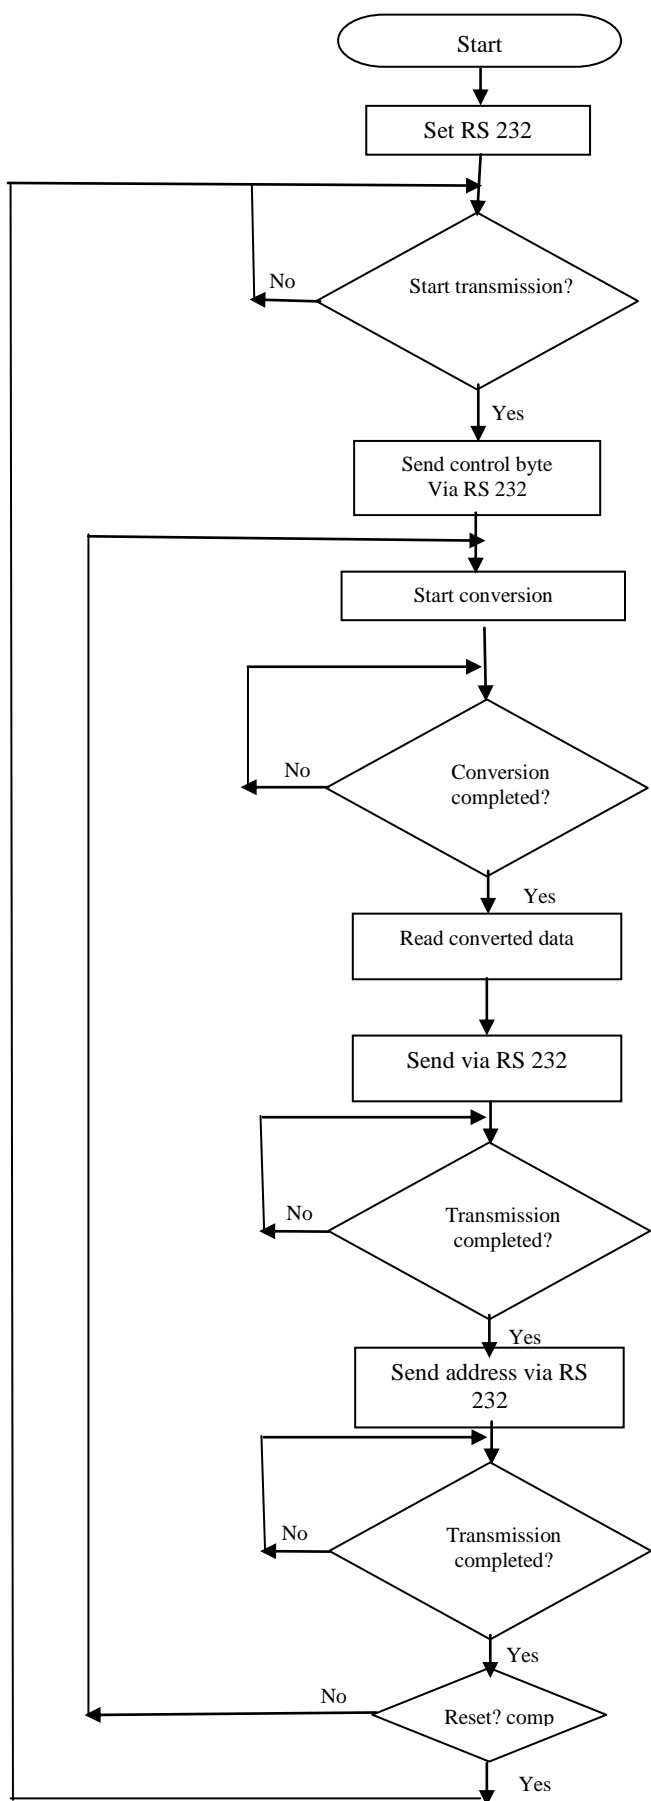 Start
Set RS 232
Start transmission?
No
Yes
Send control byte
Via RS 232
Start conversion
Conversion
completed?
No
Yes
Read converted data
Send via RS 232
Transmission
completed?
No
Yes
Send address via RS
232
Transmission
completed?
No
Yes
Reset? comp
No
Yes